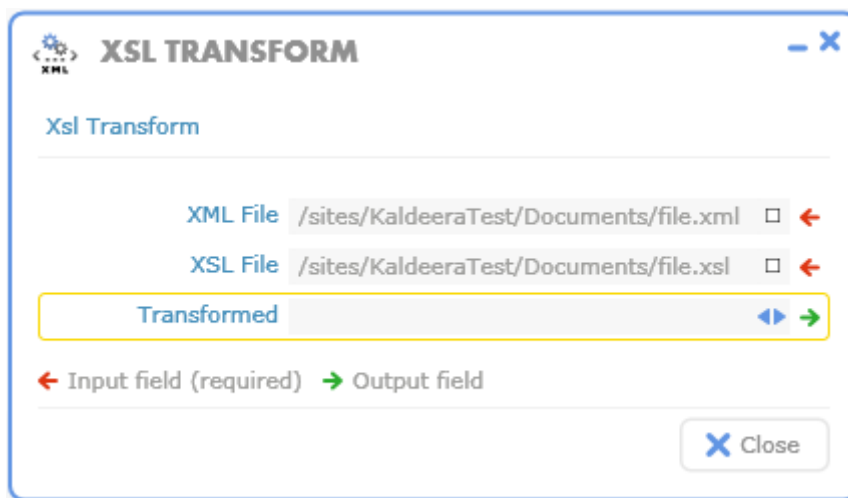 XML
XSL TRANSFORM
Xsl Transform
XML File /sites/KaldeeraTest/Documents/file.xml
XSL File /sites/KaldeeraTest/Documents/file.xsl
Transformed
Input field (required) Output field
Close